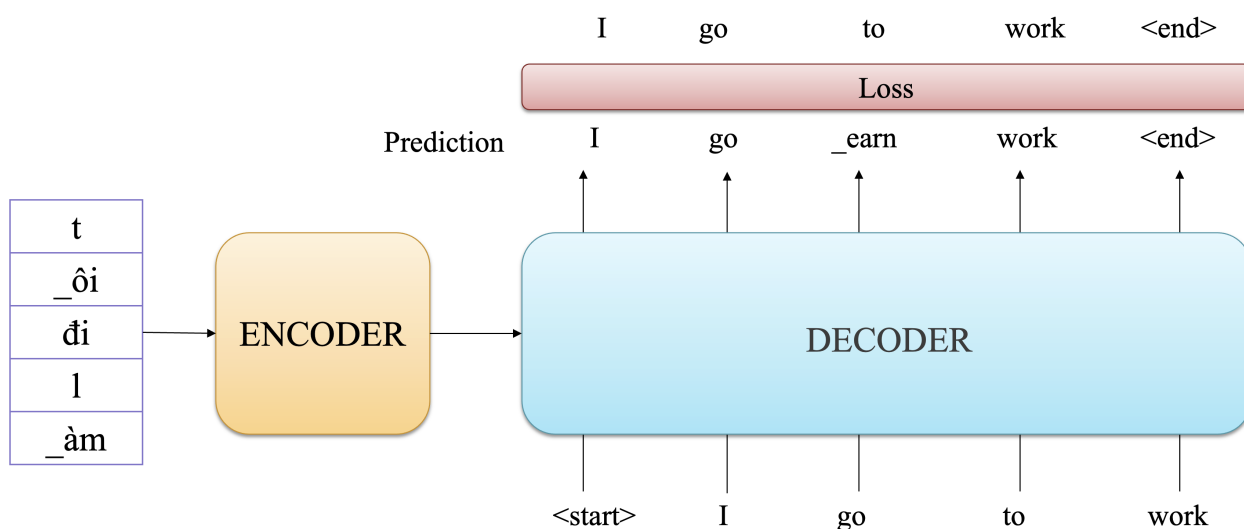 I go to work <end>
Loss
Prediction I go _earn work <end>
t
_ôi
đi
l
_àm
ENCODER
DECODER
<start> I go to work